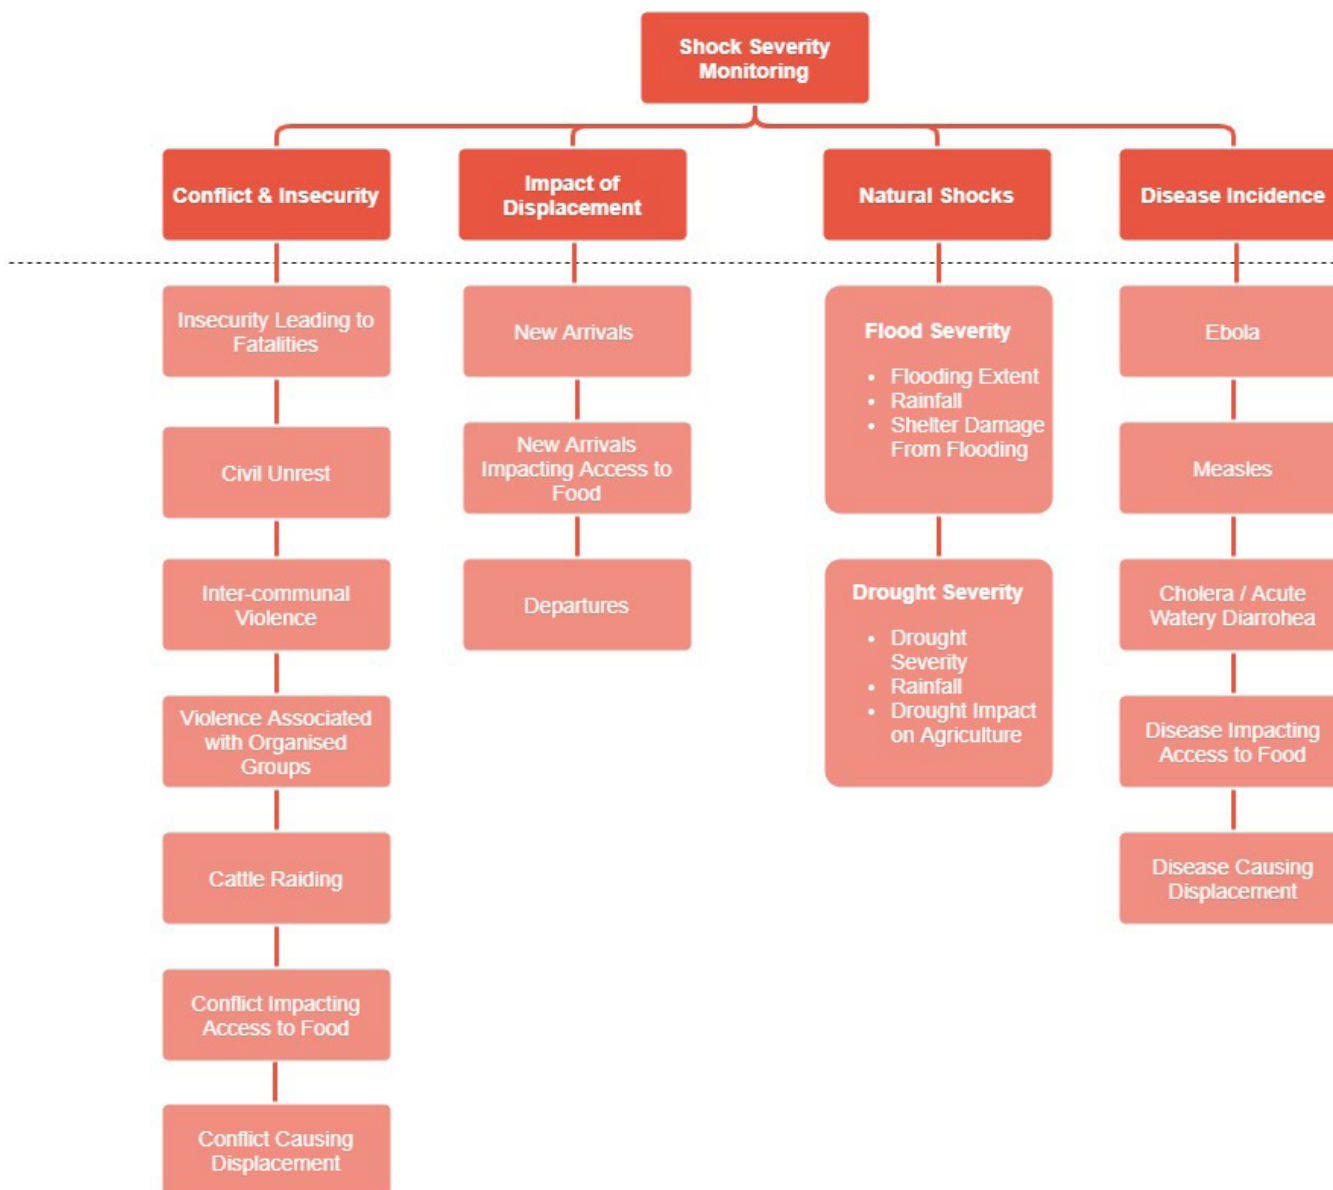 Shock Severity
Monitoring
Conflict & Insecurity
Impact of
Displacement
Natural Shocks
Disease Incidence
Insecurity Leading to
Fatalities
Civil Unrest
Inter-communal
Violence
Violence Associated
with Organised
Groups
Cattle Raiding
Conflict Impacting
Access to Food
Conflict Causing
Displacement
New Arrivals
New Arrivals
Impacting Access to
Food
Departures
Flood Severity
• Flooding Extent
• Rainfall
• Shelter Damage
From Flooding
Drought Severity
• Drought
Severity
• Rainfall
• Drought Impact
on Agriculture
Ebola
Measles
Cholera / Acute
Watery Diarrohea
Disease Impacting
Access to Food
Disease Causing
Displacement